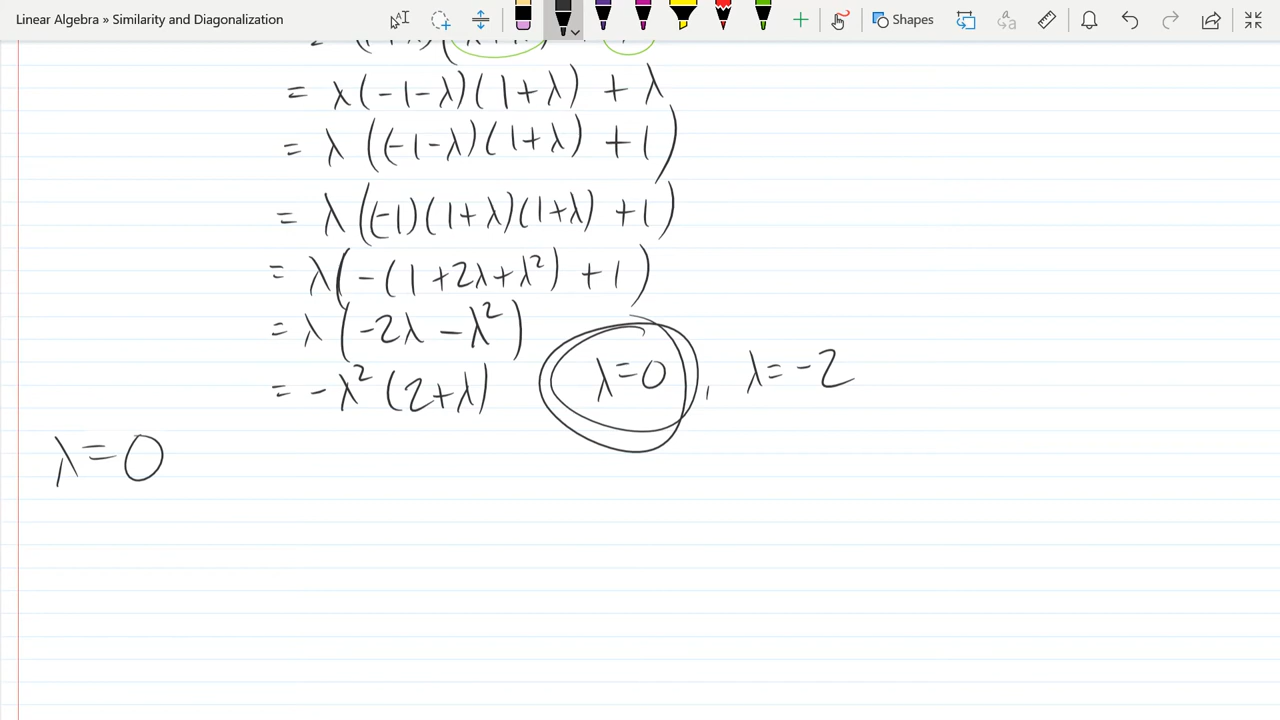 Linear Algebra » Similarity and Diagonalization
Shapes
= λ(-1-λ)(1+λ) + λ
= λ((-1-λ)(1+λ) +1)
= λ((-1)(1+λ)(1+λ) +1)
= λ(-(1+2λ+λ²) +1)
= λ(-2λ -λ²)
= -λ²(2+λ) λ=0, λ=-2
λ=0